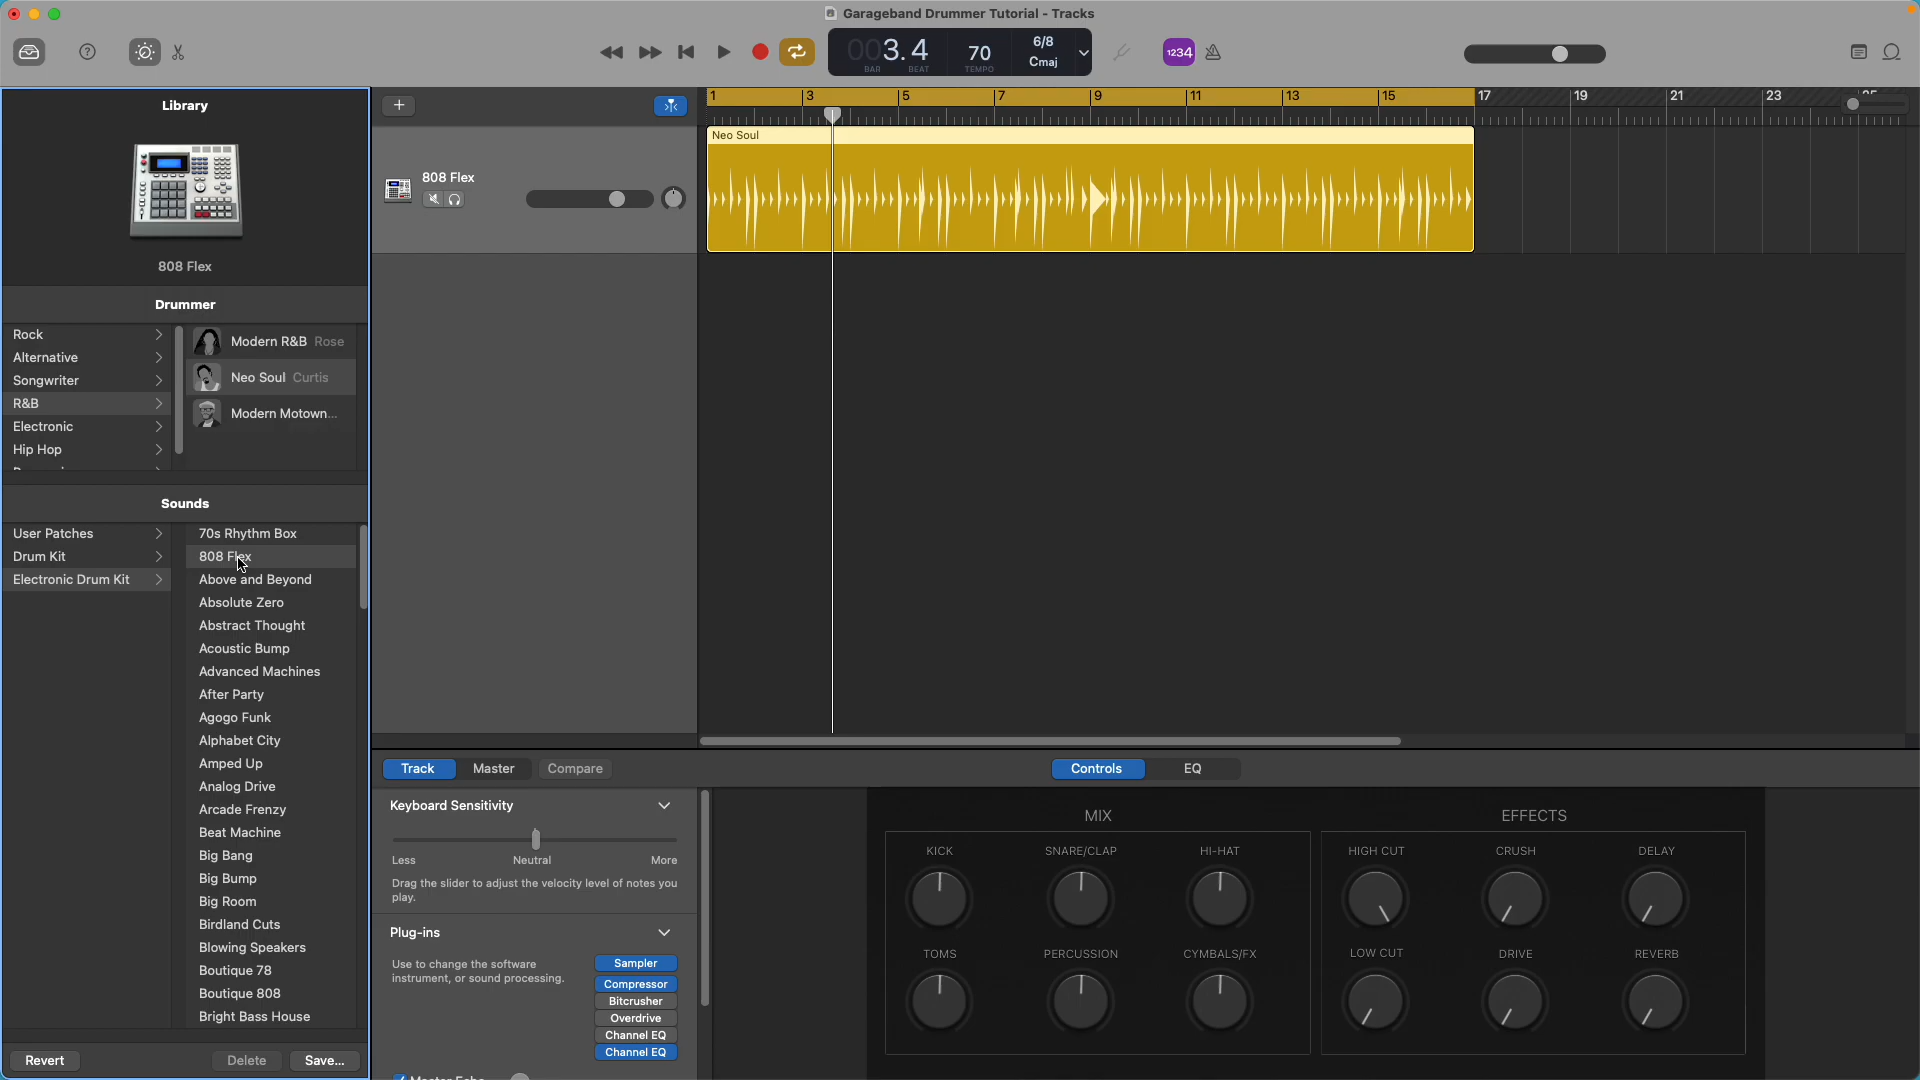 Garageband Drummer Tutorial - Tracks
003.4
BAR
BEAT
70
TEMPO
6/8
Cmaj
1234
Library
808 Flex
Drummer
Rock
Alternative
Songwriter
R&B
Electronic
Hip Hop
Modern R&B Rose
Neo Soul Curtis
Modern Motown...
Sounds
User Patches
Drum Kit
Electronic Drum Kit
70s Rhythm Box
808 Flex
Above and Beyond
Absolute Zero
Abstract Thought
Acoustic Bump
Advanced Machines
After Party
Agogo Funk
Alphabet City
Amped Up
Analog Drive
Arcade Frenzy
Beat Machine
Big Bang
Big Bump
Big Room
Birdland Cuts
Blowing Speakers
Boutique 78
Boutique 808
Bright Bass House
Revert
Delete
Save...
808 Flex
1 3 5 7 9 11 13 15 17 19 21 23
Neo Soul
Track
Master
Compare
Controls
EQ
Keyboard Sensitivity
Less
Neutral
More
Drag the slider to adjust the velocity level of notes you
play.
Plug-ins
Use to change the software
instrument, or sound processing.
Sampler
Compressor
Bitcrusher
Overdrive
Channel EQ
Channel EQ
MIX
KICK
SNARE/CLAP
HI-HAT
TOMS
PERCUSSION
CYMBALS/FX
EFFECTS
HIGH CUT
CRUSH
DELAY
LOW CUT
DRIVE
REVERB